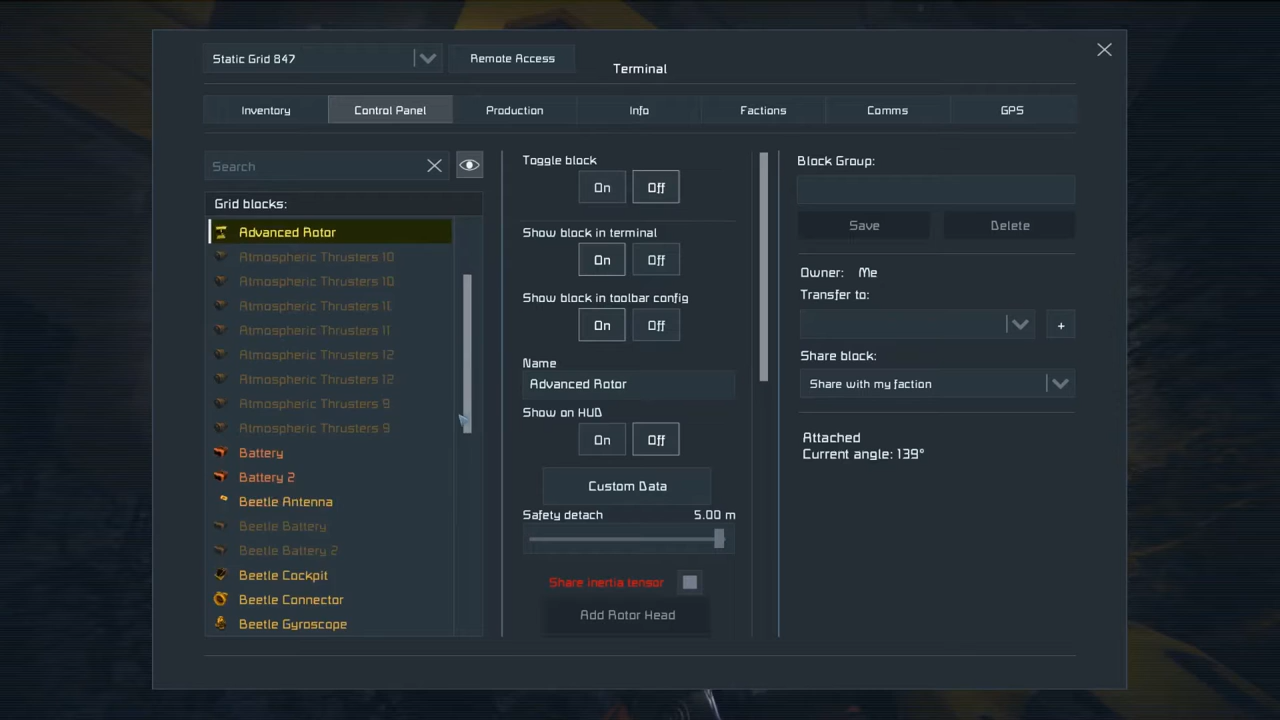 Static Grid 847
Remote Access
Terminal
Inventory
Control Panel
Production
Info
Factions
Comms
GPS
Search
Grid blocks:
Advanced Rotor
Atmospheric Thrusters 10
Atmospheric Thrusters 10
Atmospheric Thrusters 11
Atmospheric Thrusters 11
Atmospheric Thrusters 12
Atmospheric Thrusters 12
Atmospheric Thrusters 9
Atmospheric Thrusters 9
Battery
Battery 2
Beetle Antenna
Beetle Battery
Beetle Battery 2
Beetle Cockpit
Beetle Connector
Beetle Gyroscope
Toggle block
On
Off
Show block in terminal
On
Off
Show block in toolbar config
On
Off
Name
Advanced Rotor
Show on HUD
On
Off
Custom Data
Safety detach 5.00 m
Share inertia tensor
Add Rotor Head
Block Group:
Save
Delete
Owner: Me
Transfer to:
+
Share block:
Share with my faction
Attached
Current angle: 139°